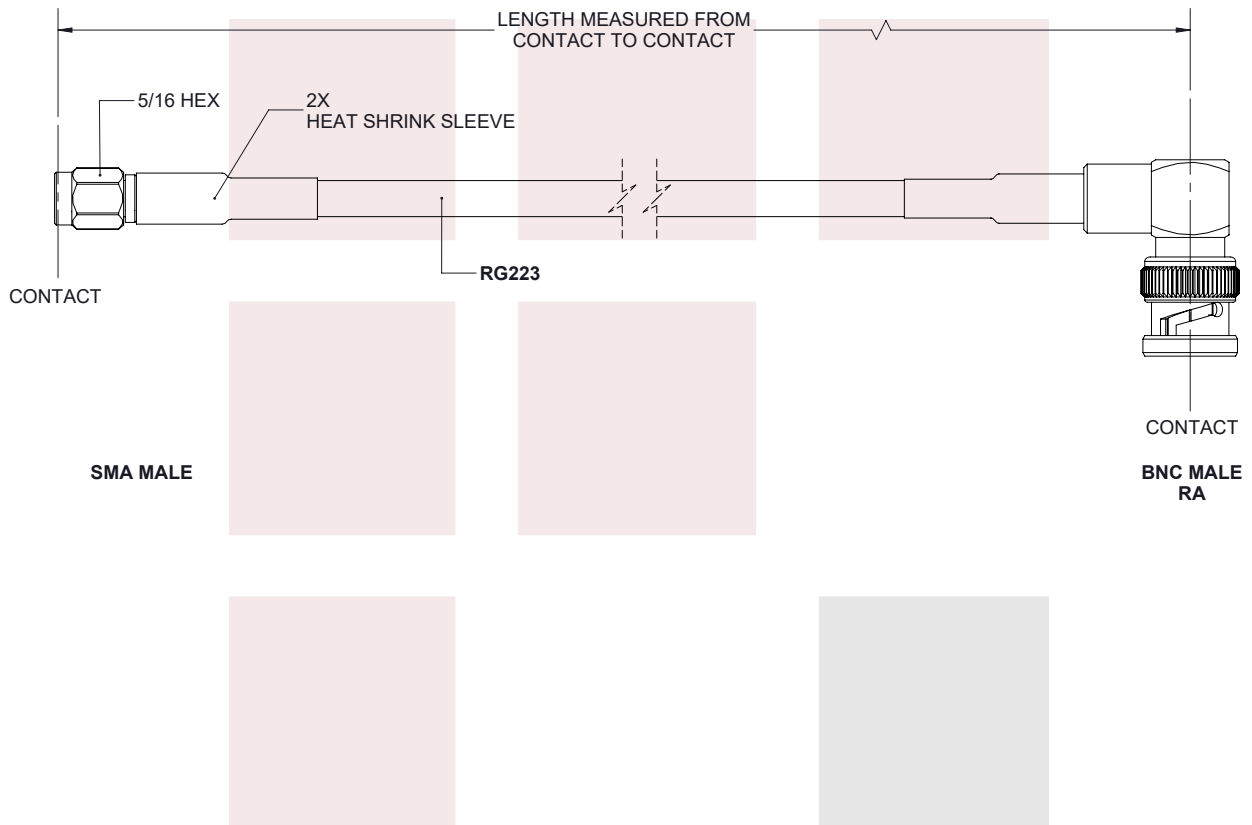 LENGTH MEASURED FROM
CONTACT TO CONTACT
5/16 HEX
2X
HEAT SHRINK SLEEVE
RG223
CONTACT
CONTACT
SMA MALE
BNC MALE
RA